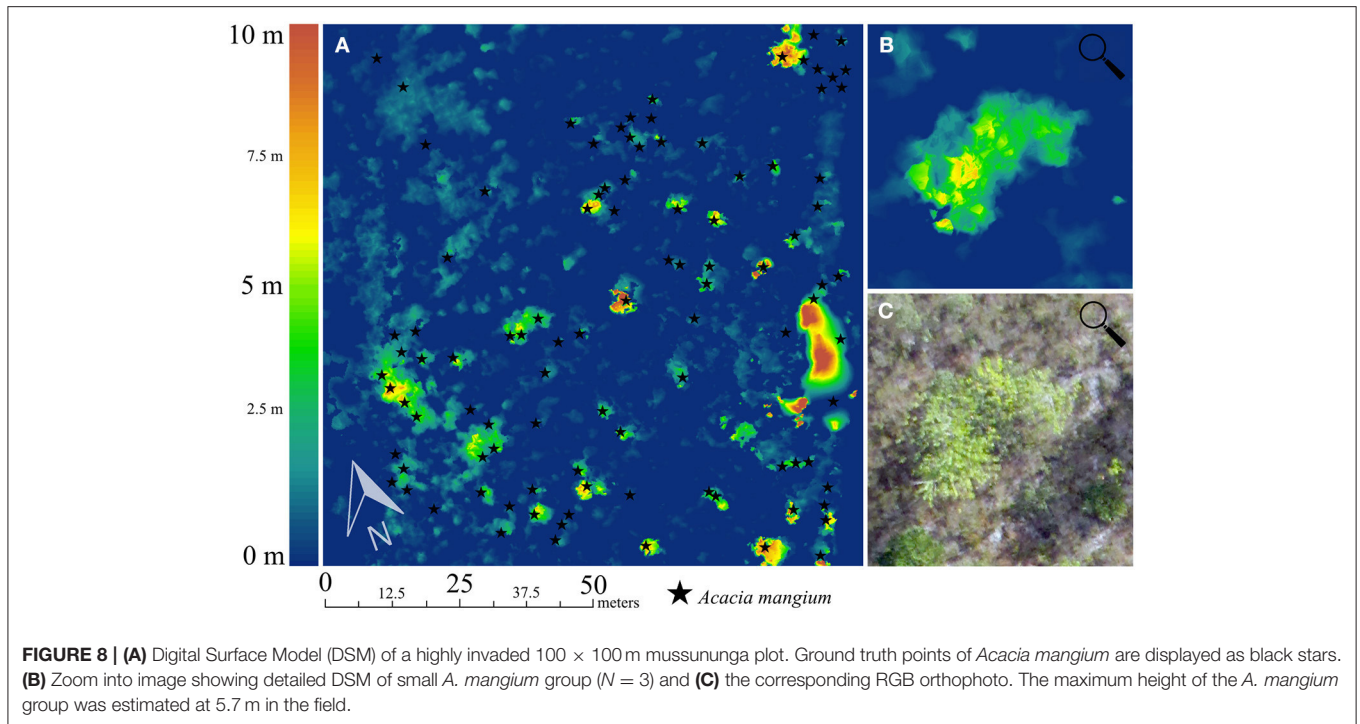 10 m
7.5 m
5 m
2.5 m
0 m
A
B
C
N
0 12.5 25 37.5 50 meters
★ Acacia mangium
FIGURE 8 | (A) Digital Surface Model (DSM) of a highly invaded 100 × 100 m mussununga plot. Ground truth points of Acacia mangium are displayed as black stars.
(B) Zoom into image showing detailed DSM of small A. mangium group (N = 3) and (C) the corresponding RGB orthophoto. The maximum height of the A. mangium
group was estimated at 5.7 m in the field.